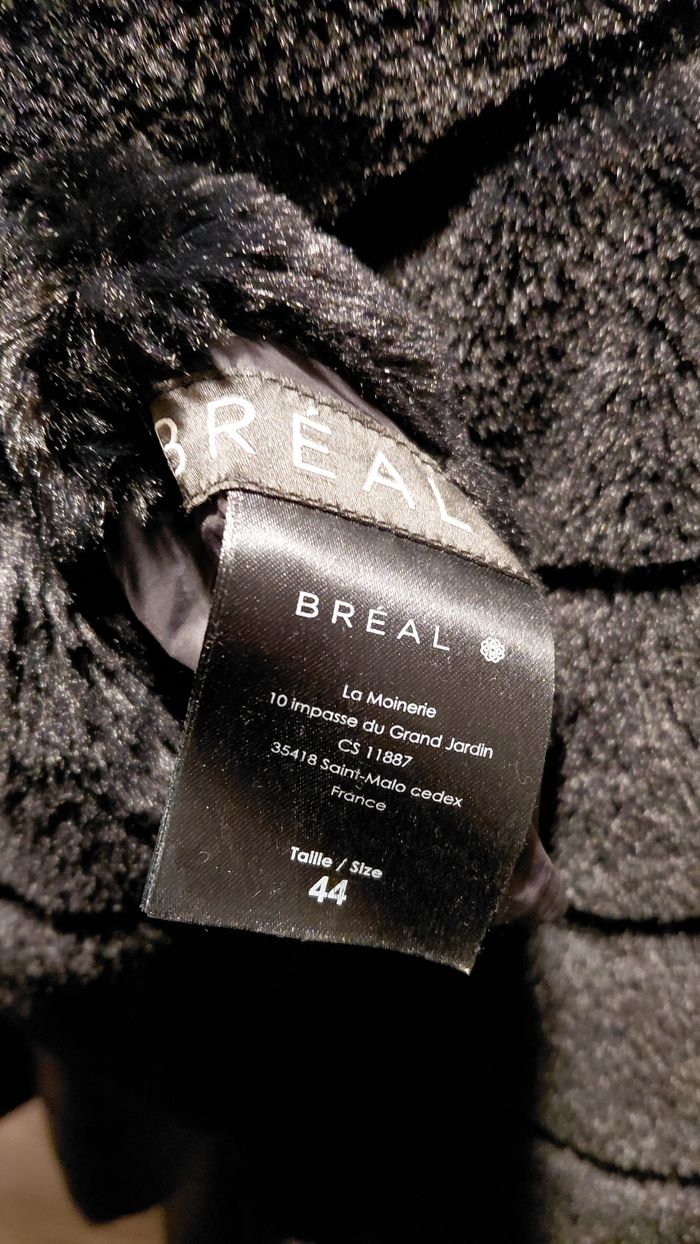 BRÉAL
BRÉAL
La Moinerie
10 impasse du Grand Jardin
CS 11887
35418 Saint-Malo cedex
France
Taille / Size
44